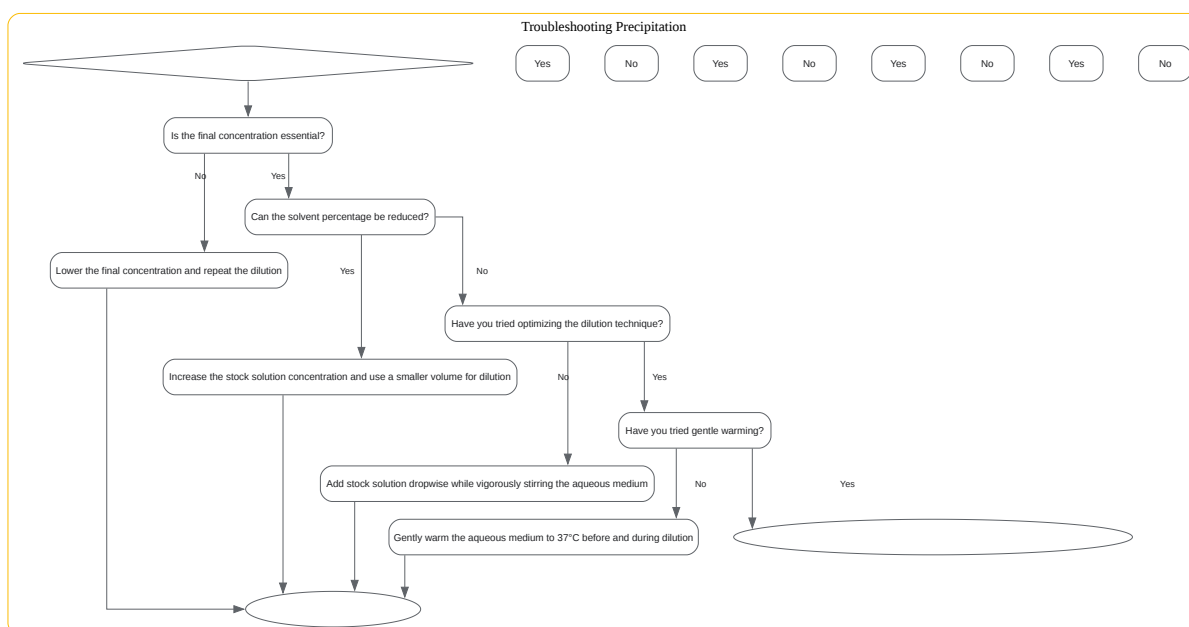 Troubleshooting Precipitation
Yes
No
Yes
No
Yes
No
Yes
No
Is the final concentration essential?
No
Yes
Can the solvent percentage be reduced?
Lower the final concentration and repeat the dilution
Yes
No
Have you tried optimizing the dilution technique?
Increase the stock solution concentration and use a smaller volume for dilution
No
Yes
Have you tried gentle warming?
Add stock solution dropwise while vigorously stirring the aqueous medium
No
Yes
Gently warm the aqueous medium to 37°C before and during dilution